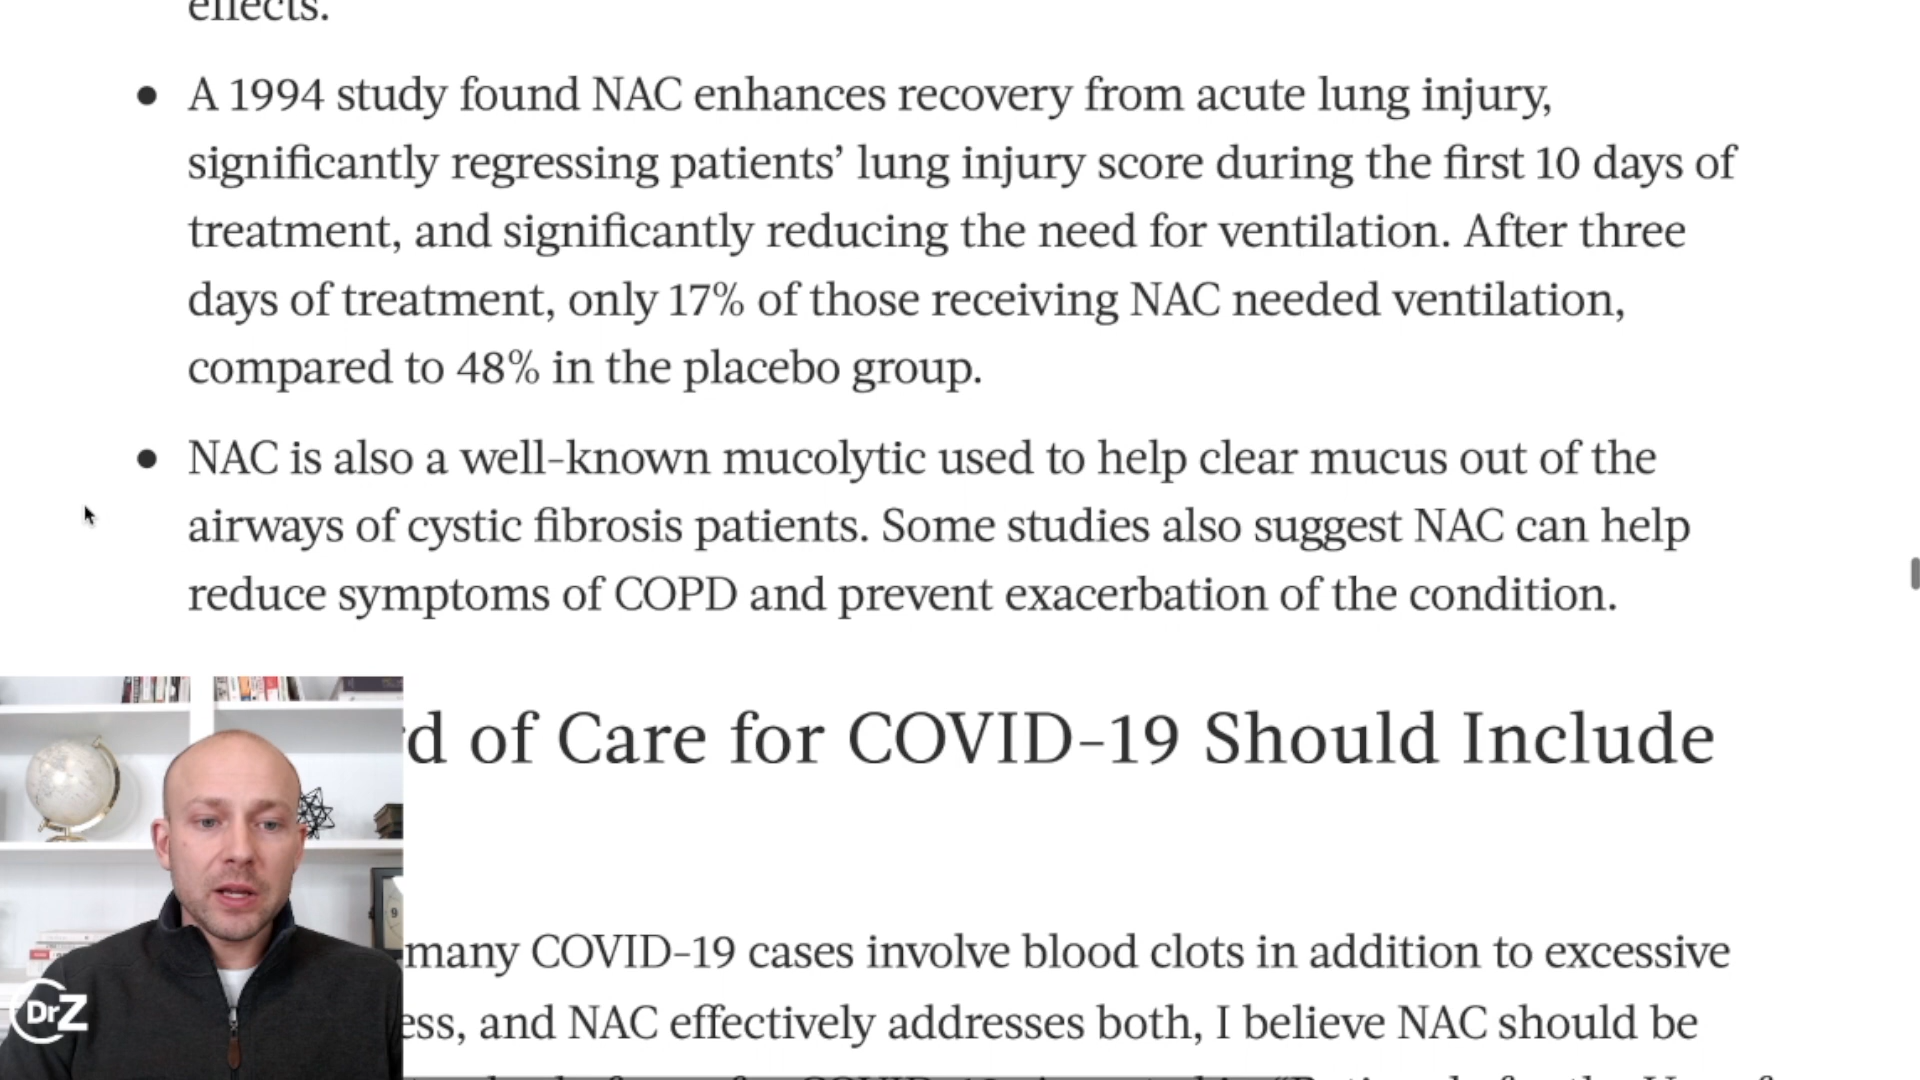 effects.
• A 1994 study found NAC enhances recovery from acute lung injury,
significantly regressing patients’ lung injury score during the first 10 days of
treatment, and significantly reducing the need for ventilation. After three
days of treatment, only 17% of those receiving NAC needed ventilation,
compared to 48% in the placebo group.
• NAC is also a well-known mucolytic used to help clear mucus out of the
airways of cystic fibrosis patients. Some studies also suggest NAC can help
reduce symptoms of COPD and prevent exacerbation of the condition.
rd of Care for COVID-19 Should Include
many COVID-19 cases involve blood clots in addition to excessive
ess, and NAC effectively addresses both, I believe NAC should be
DrZ